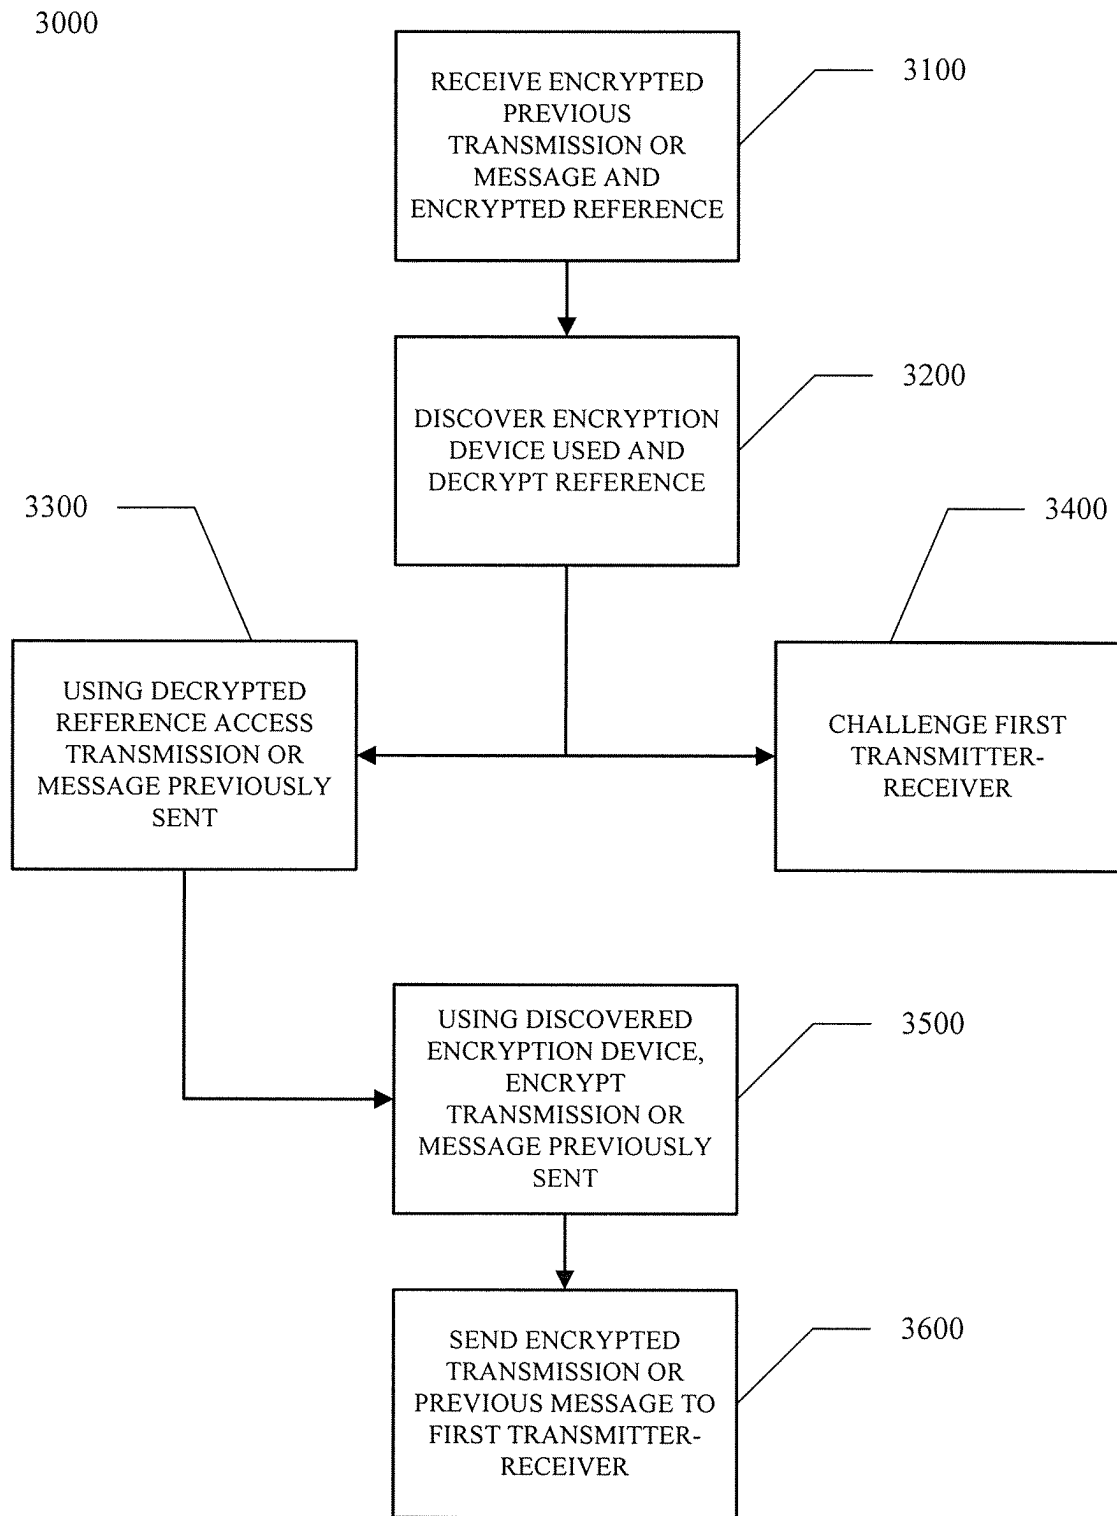 3000
RECEIVE ENCRYPTED
PREVIOUS
TRANSMISSION OR
MESSAGE AND
ENCRYPTED REFERENCE
3100
DISCOVER ENCRYPTION
DEVICE USED AND
DECRYPT REFERENCE
3200
3300
USING DECRYPTED
REFERENCE ACCESS
TRANSMISSION OR
MESSAGE PREVIOUSLY
SENT
3400
CHALLENGE FIRST
TRANSMITTER-
RECEIVER
USING DISCOVERED
ENCRYPTION DEVICE,
ENCRYPT
TRANSMISSION OR
MESSAGE PREVIOUSLY
SENT
3500
SEND ENCRYPTED
TRANSMISSION OR
PREVIOUS MESSAGE TO
FIRST TRANSMITTER-
RECEIVER
3600